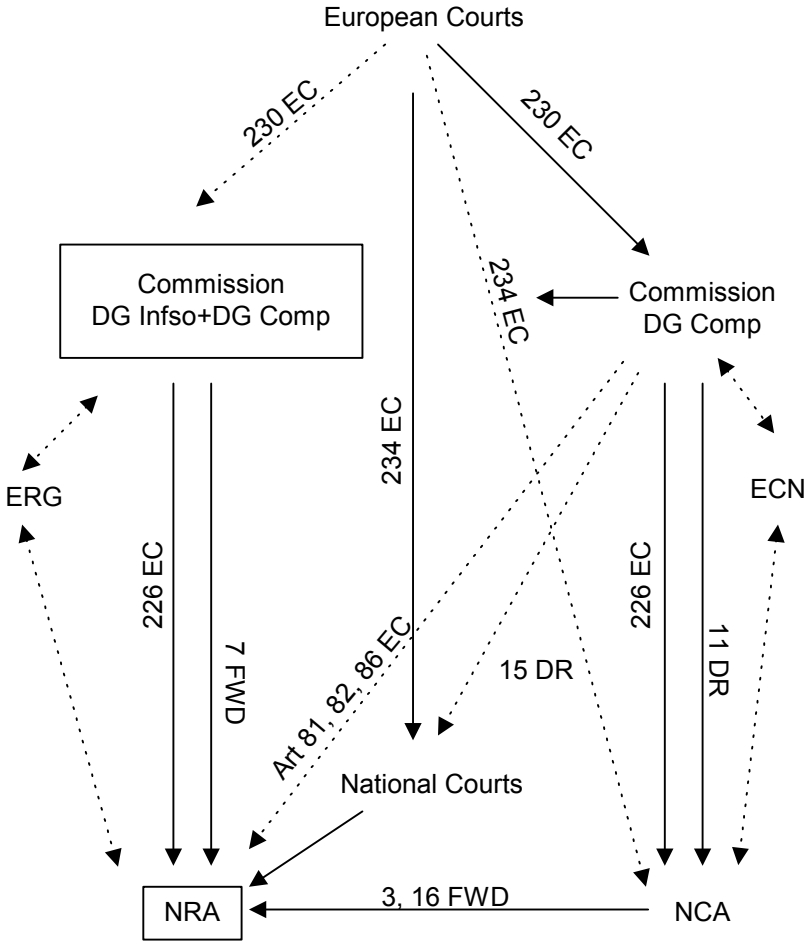 European Courts
230 EC
230 EC
234 EC
Commission
DG Infso+DG Comp
Commission
DG Comp
234 EC
ERG
ECN
226 EC
7 FWD
Art 81, 82, 86 EC
15 DR
226 EC
11 DR
National Courts
NRA
3, 16 FWD
NCA